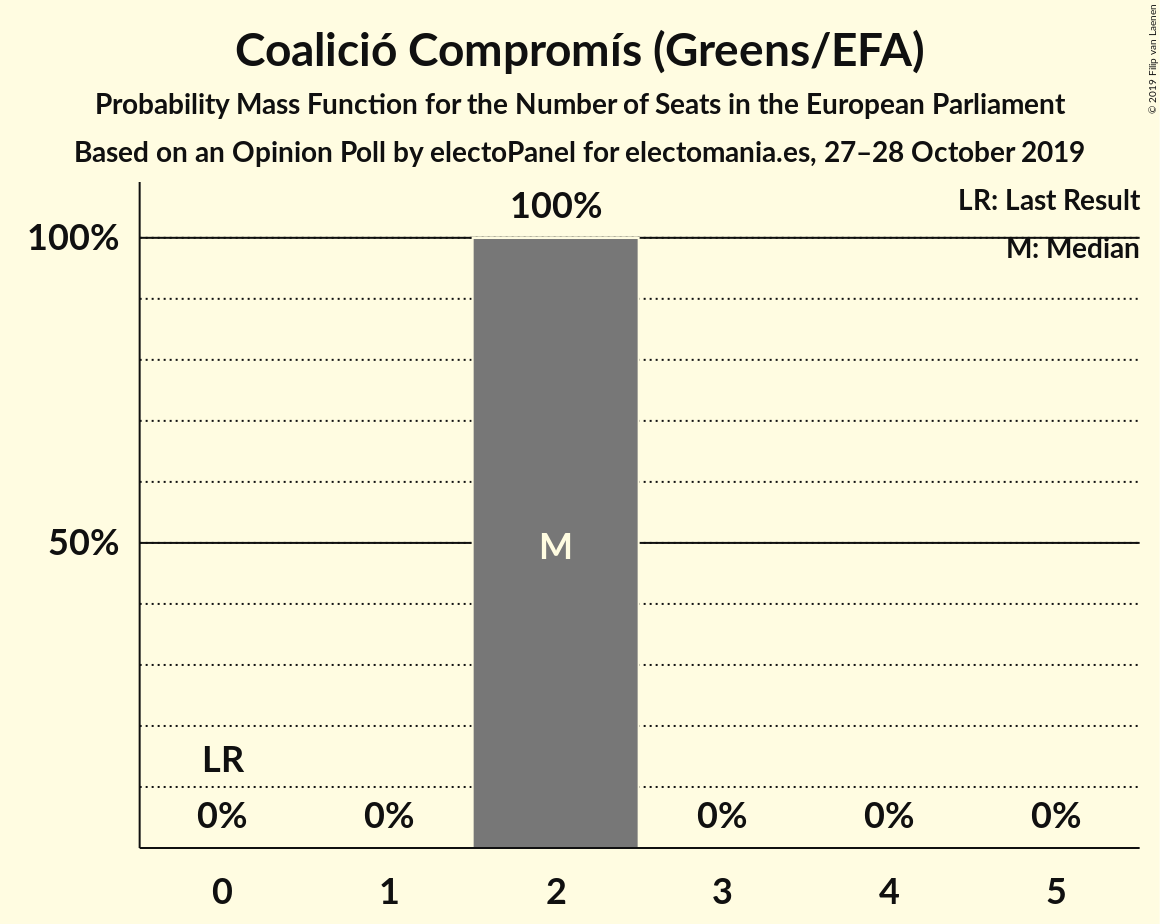 Coalició Compromís (Greens/EFA)
Probability Mass Function for the Number of Seats in the European Parliament
Based on an Opinion Poll by electoPanel for electomania.es, 27–28 October 2019
© 2019 Filip van Laenen
LR: Last Result
M: Median
100%
100%
50%
M
LR
0%
0%
0%
0%
0%
0
1
2
3
4
5